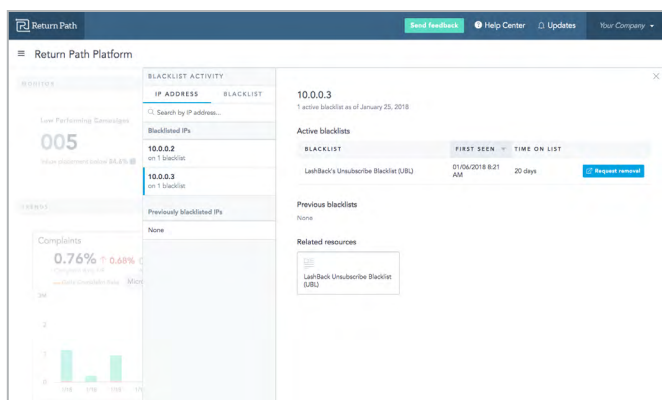 Return Path
Send feedback
Help Center
Updates
Your Company
Return Path Platform
MONITOR
Low Performing Campaigns
005
TRENDS
Complaints
0.76% 0.68%
BLACKLIST ACTIVITY
IP ADDRESS BLACKLIST
Search by IP address...
Blacklisted IPs
10.0.0.2
on 1 blacklist
10.0.0.3
on 1 blacklist
Previously blacklisted IPs
None
10.0.0.3
1 active blacklist as of January 25, 2018
Active blacklists
BLACKLIST FIRST SEEN TIME ON LIST
LashBack's Unsubscribe Blacklist (UBL) 01/06/2018 8:21 20 days Request removal
AM
Previous blacklists
None
Related resources
LashBack Unsubscribe Blacklist
(UBL)